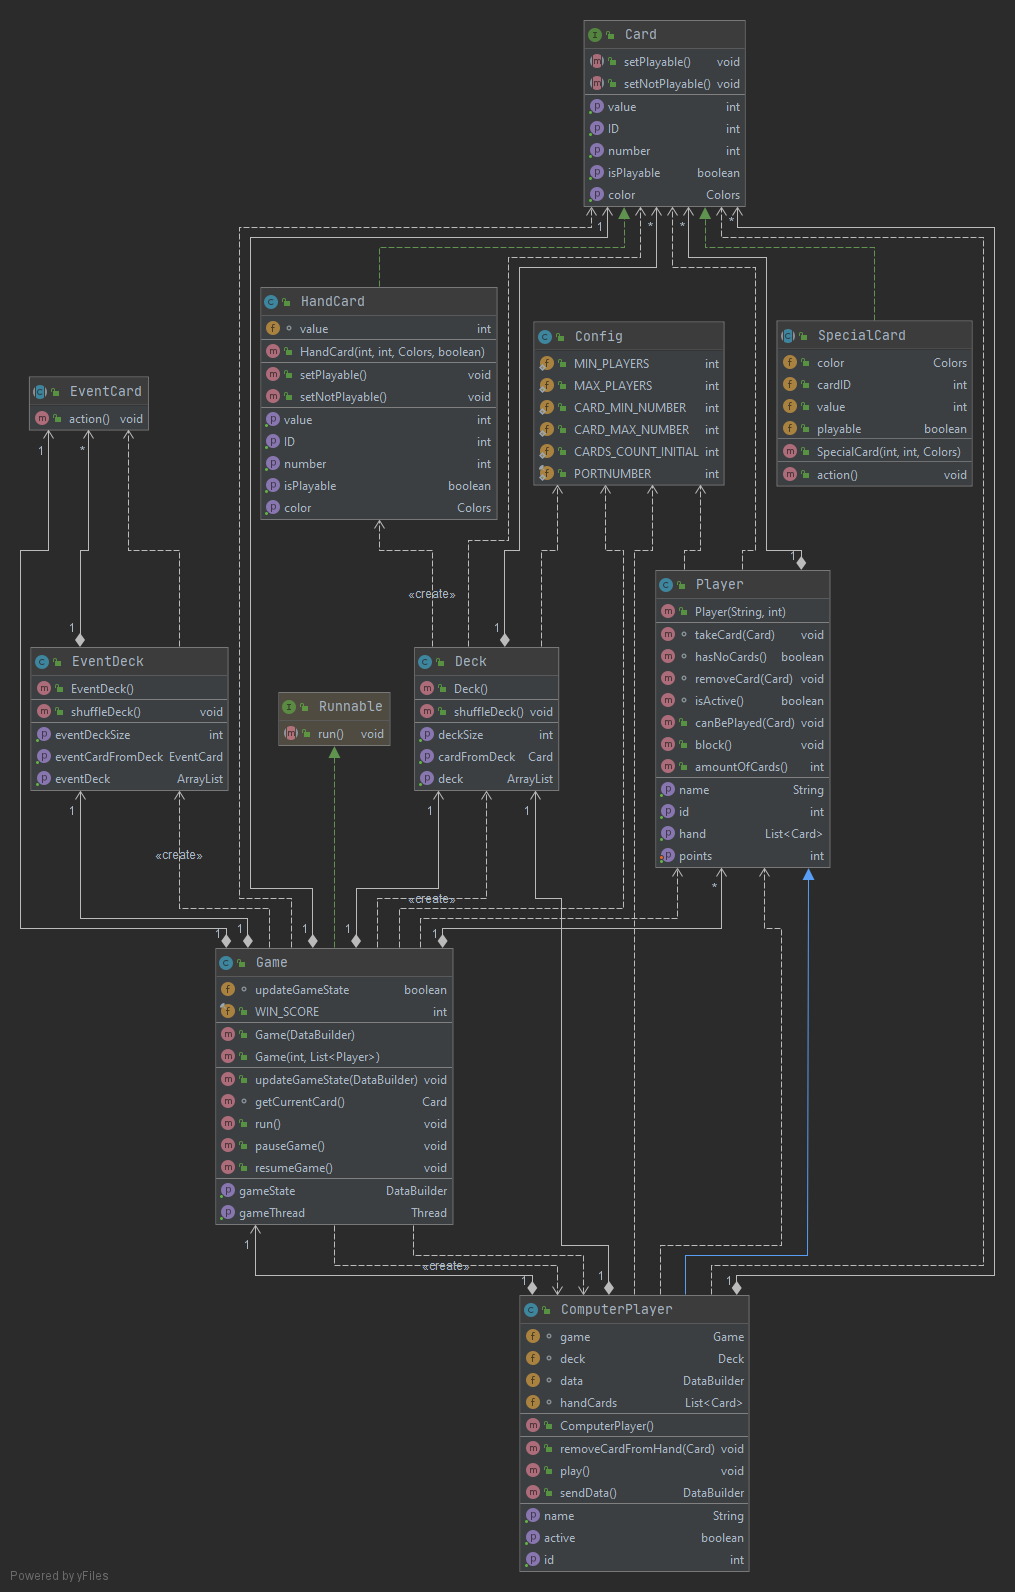 Card
setPlayable() void
setNotPlayable() void
value int
ID int
number int
isPlayable boolean
color Colors
1 * * *
HandCard
value int
HandCard(int, int, Colors, boolean)
setPlayable() void
setNotPlayable() void
value int
ID int
number int
isPlayable boolean
color Colors
Config
MIN_PLAYERS int
MAX_PLAYERS int
CARD_MIN_NUMBER int
CARD_MAX_NUMBER int
CARDS_COUNT_INITIAL int
PORTNUMBER int
SpecialCard
color Colors
cardID int
value int
playable boolean
SpecialCard(int, int, Colors)
action() void
EventCard
action() void
1 *
«create»
1
1
1
Player
Player(String, int)
takeCard(Card) void
hasNoCards() boolean
removeCard(Card) void
isActive() boolean
canBePlayed(Card) void
block() void
amountOfCards() int
name String
id int
hand List<Card>
points int
EventDeck
EventDeck()
shuffleDeck() void
eventDeckSize int
eventCardFromDeck EventCard
eventDeck ArrayList
Runnable
run() void
Deck
Deck()
shuffleDeck() void
deckSize int
cardFromDeck Card
deck ArrayList
1
1 1
«create»
*
«create»
1 1 1 1 1
Game
updateGameState boolean
WIN_SCORE int
Game(DataBuilder)
Game(int, List<Player>)
updateGameState(DataBuilder) void
getCurrentCard() Card
run() void
pauseGame() void
resumeGame() void
gameState DataBuilder
gameThread Thread
1
«create»
1 1 1
ComputerPlayer
game Game
deck Deck
data DataBuilder
handCards List<Card>
ComputerPlayer()
removeCardFromHand(Card) void
play() void
sendData() DataBuilder
name String
active boolean
id int
Powered by yFiles